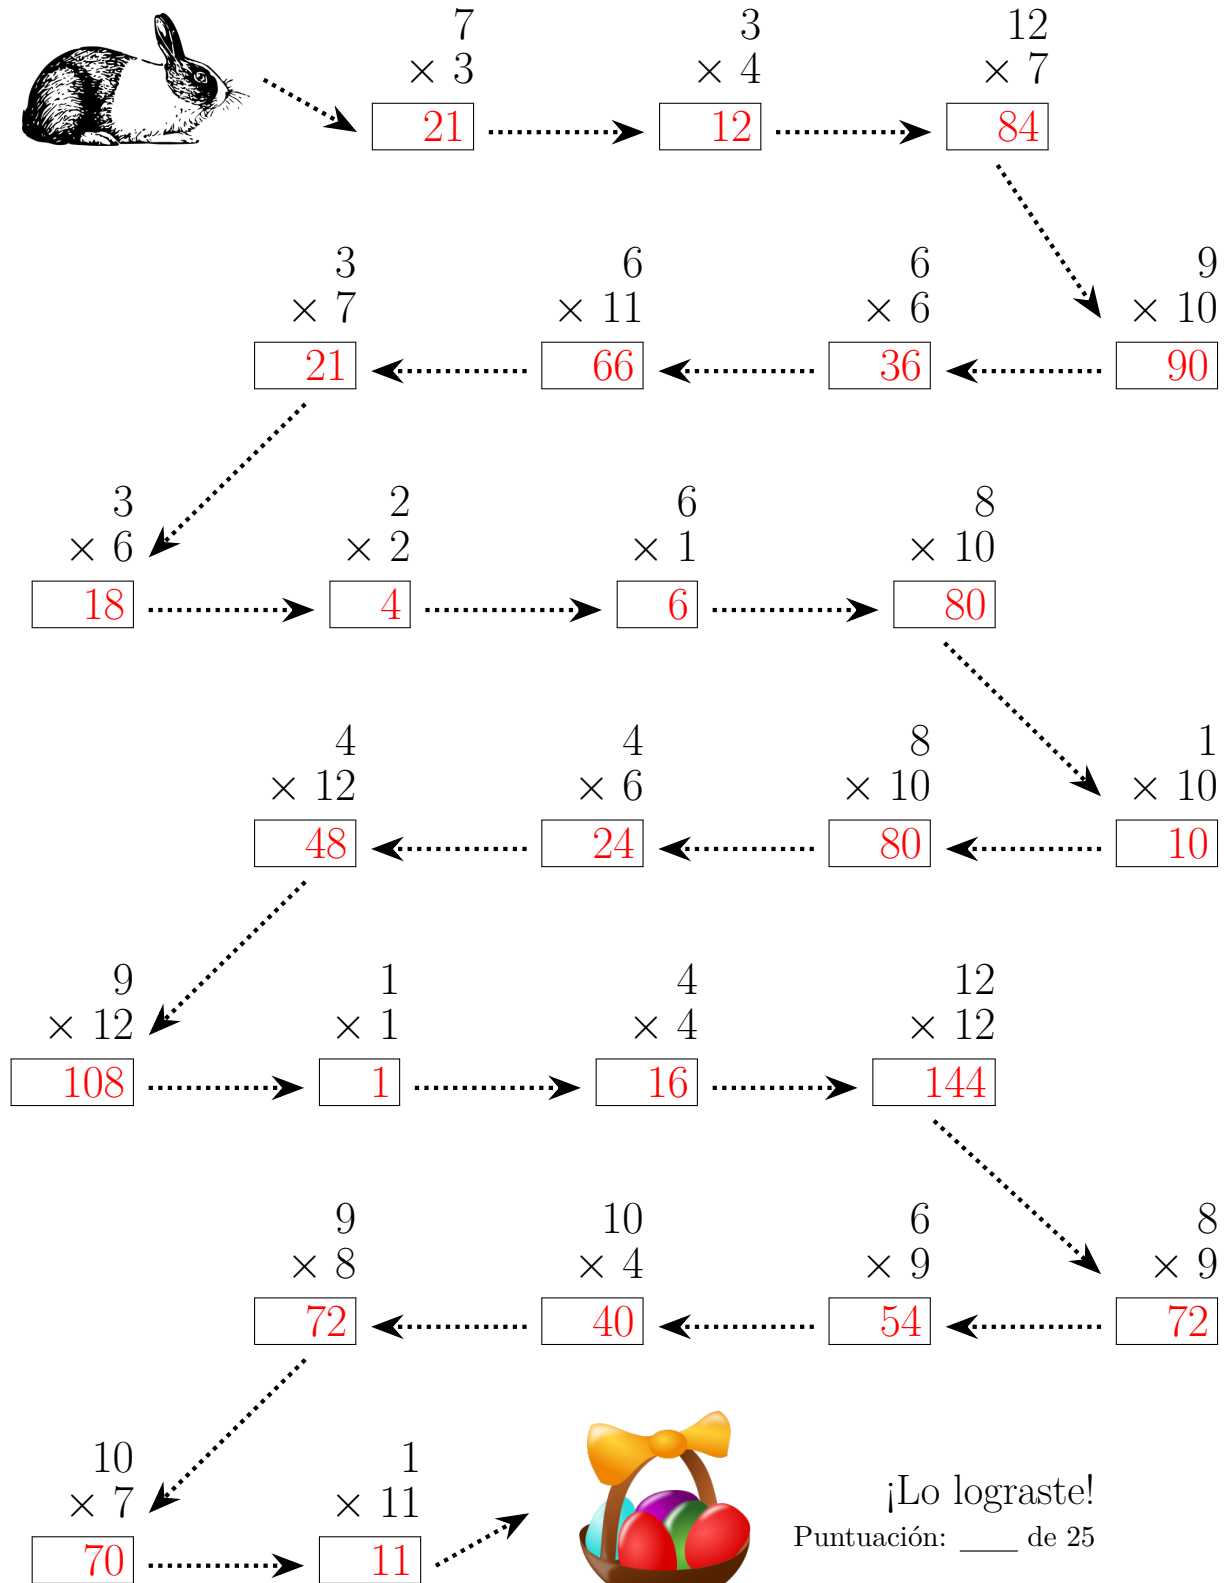 7 3 12
× 3 × 4 × 7
21 12 84
3 6 6 9
× 7 × 11 × 6 × 10
21 66 36 90
3 2 6 8
× 6 × 2 × 1 × 10
18 4 6 80
4 4 8 1
× 12 × 6 × 10 × 10
48 24 80 10
9 1 4 12
× 12 × 1 × 4 × 12
108 1 16 144
9 10 6 8
× 8 × 4 × 9 × 9
72 40 54 72
10 1
× 7 × 11
70 11
¡Lo lograste!
Puntuación: ____ de 25